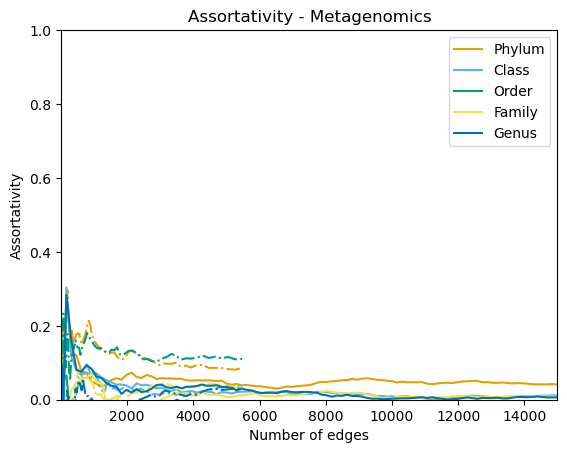 Assortativity - Metagenomics
1.0
0.8
0.6
0.4
0.2
0.0
Assortativity
Phylum
Class
Order
Family
Genus
2000 4000 6000 8000 10000 12000 14000
Number of edges